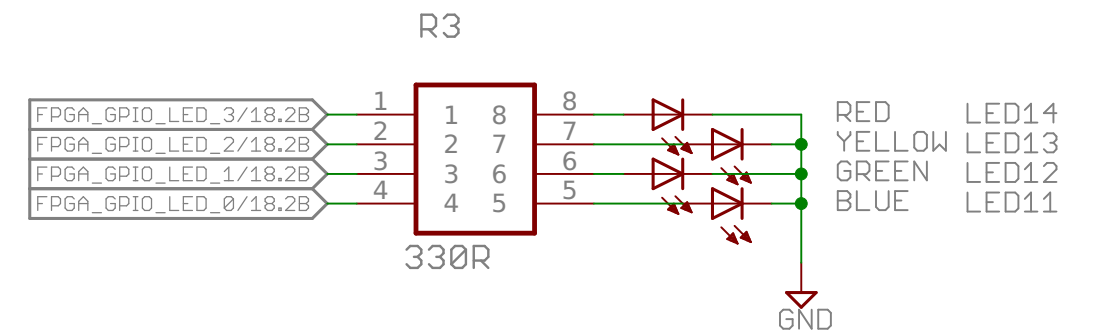 R3
FPGA_GPIO_LED_3/18.2B 1 1 8 8 RED LED14
FPGA_GPIO_LED_2/18.2B 2 2 7 7 YELLOW LED13
FPGA_GPIO_LED_1/18.2B 3 3 6 6 GREEN LED12
FPGA_GPIO_LED_0/18.2B 4 4 5 5 BLUE LED11
330R
GND